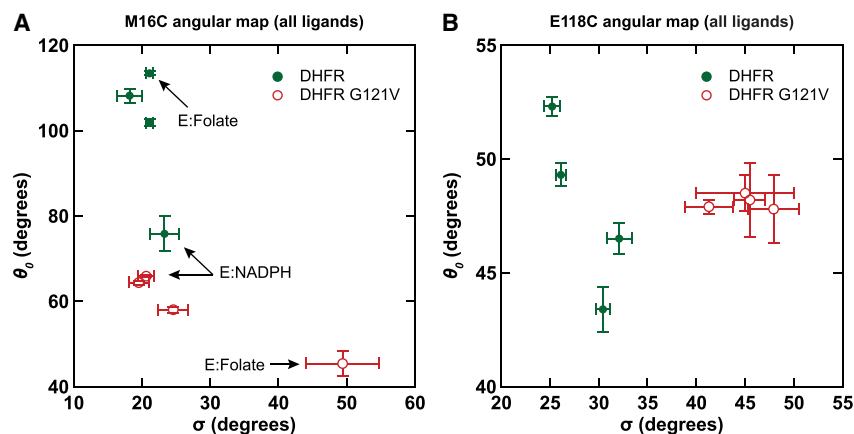 A
M16C angular map (all ligands)
120
100
80
60
40
10
20
30
40
50
60
θ0 (degrees)
σ (degrees)
DHFR
DHFR G121V
E:Folate
E:NADPH
E:Folate
B
E118C angular map (all ligands)
55
50
45
40
20
25
30
35
40
45
50
55
θ0 (degrees)
σ (degrees)
DHFR
DHFR G121V